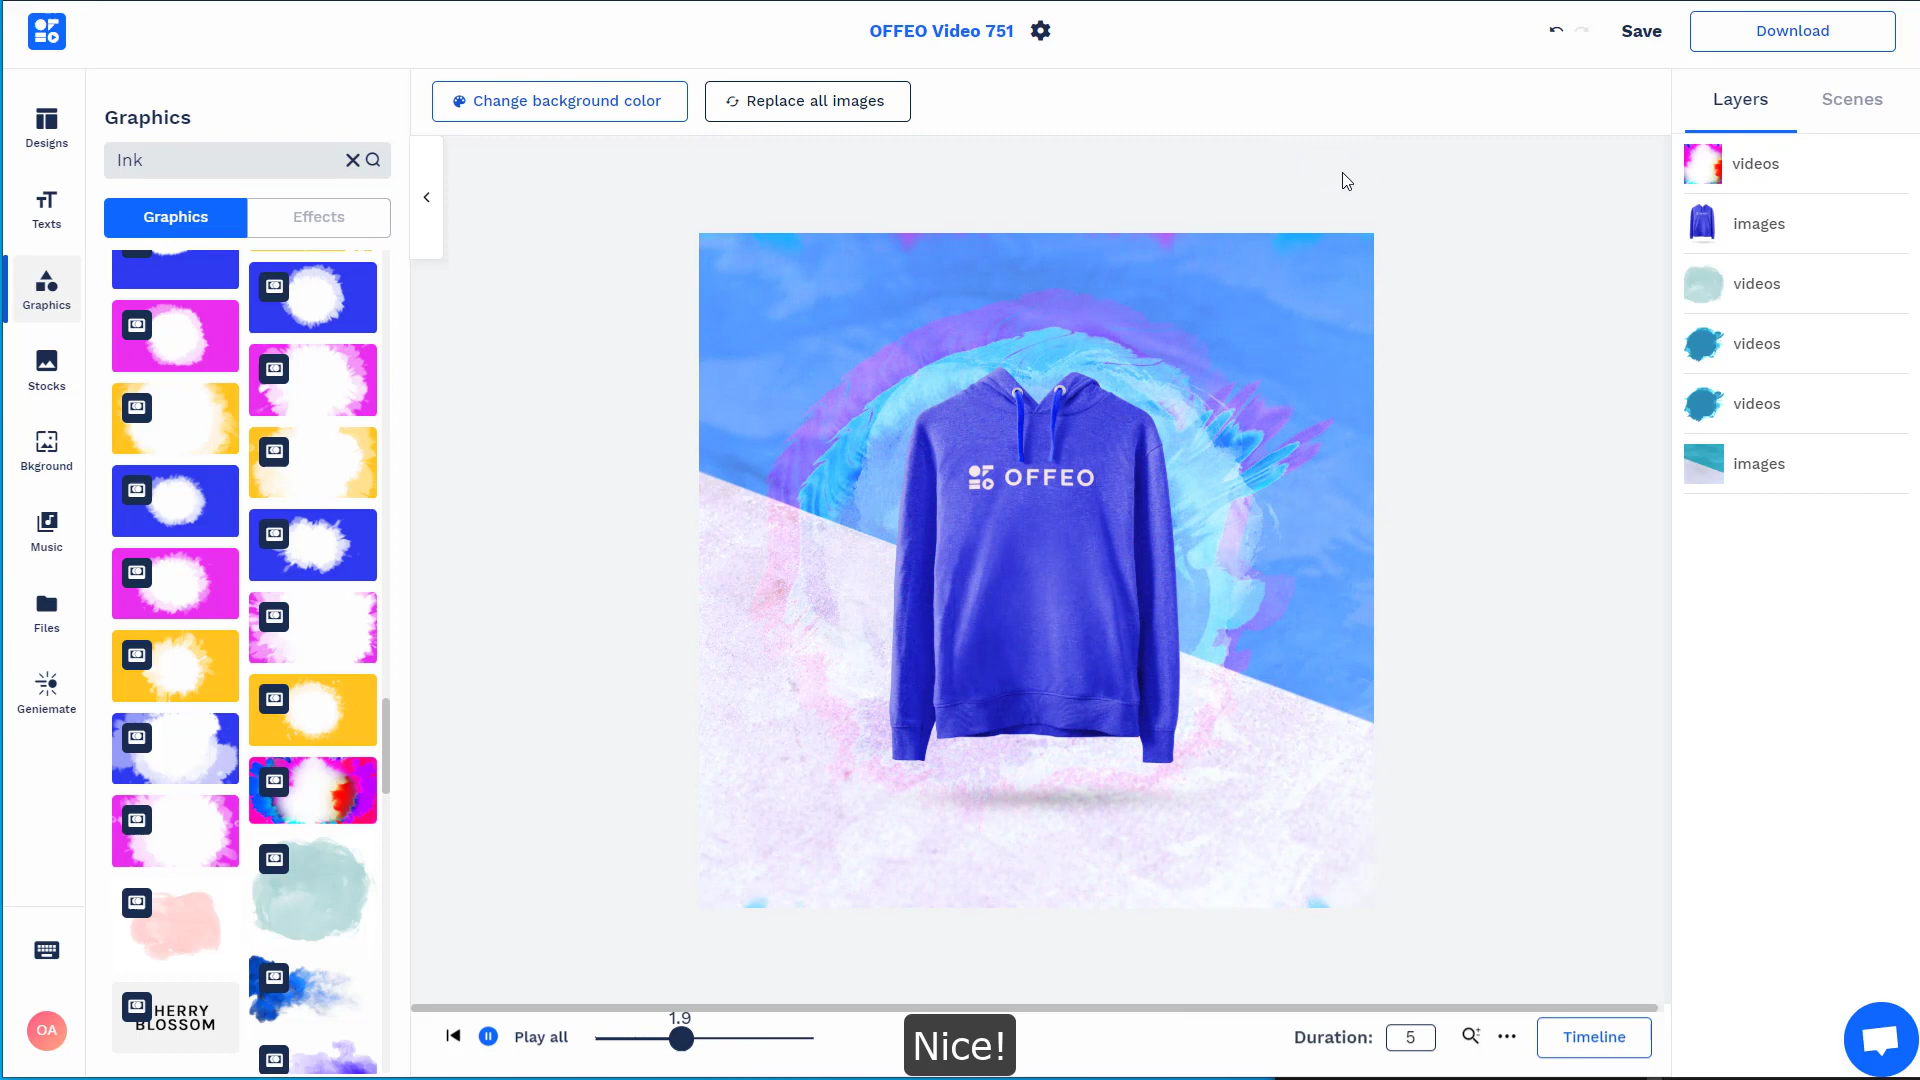 OFFEO Video 751
Save
Download
Designs
Texts
Graphics
Stocks
Bkground
Music
Files
Geniemate
OA
Graphics
Ink
Graphics
Effects
HERRY
BLOSSOM
Change background color
Replace all images
OFFEO
Layers
Scenes
videos
images
videos
videos
videos
images
Play all
1.9
Nice!
Duration:
5
Timeline